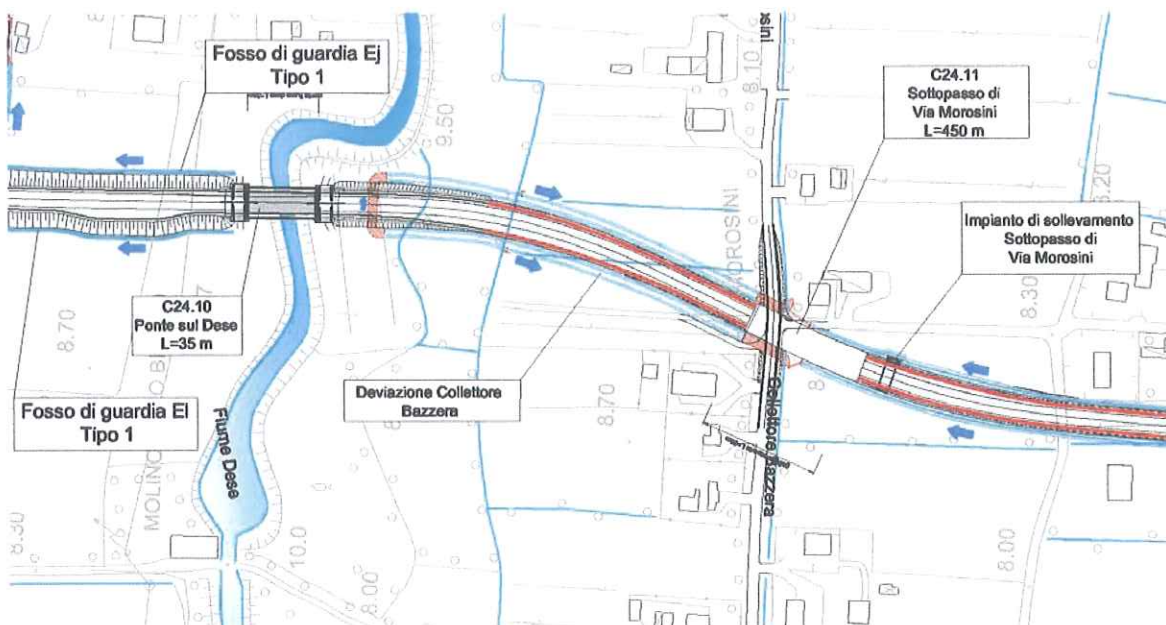 Fosso di guardia Ej
Tipo 1
C24.11
Sottopasso di
Via Morosini
L=450 m
Impianto di sollevamento
Sottopasso di
Via Morosini
C24.10
Ponte sul Dese
L=35 m
Deviazione Collettore
Bazzera
Fosso di guardia El
Tipo 1
Fiume Dese
Collettore Bazzera
MOROSINI
MOLINO
9.50
8.10
8.20
8.30
8.70
8.70
8.30
10.0
8.00
8.00